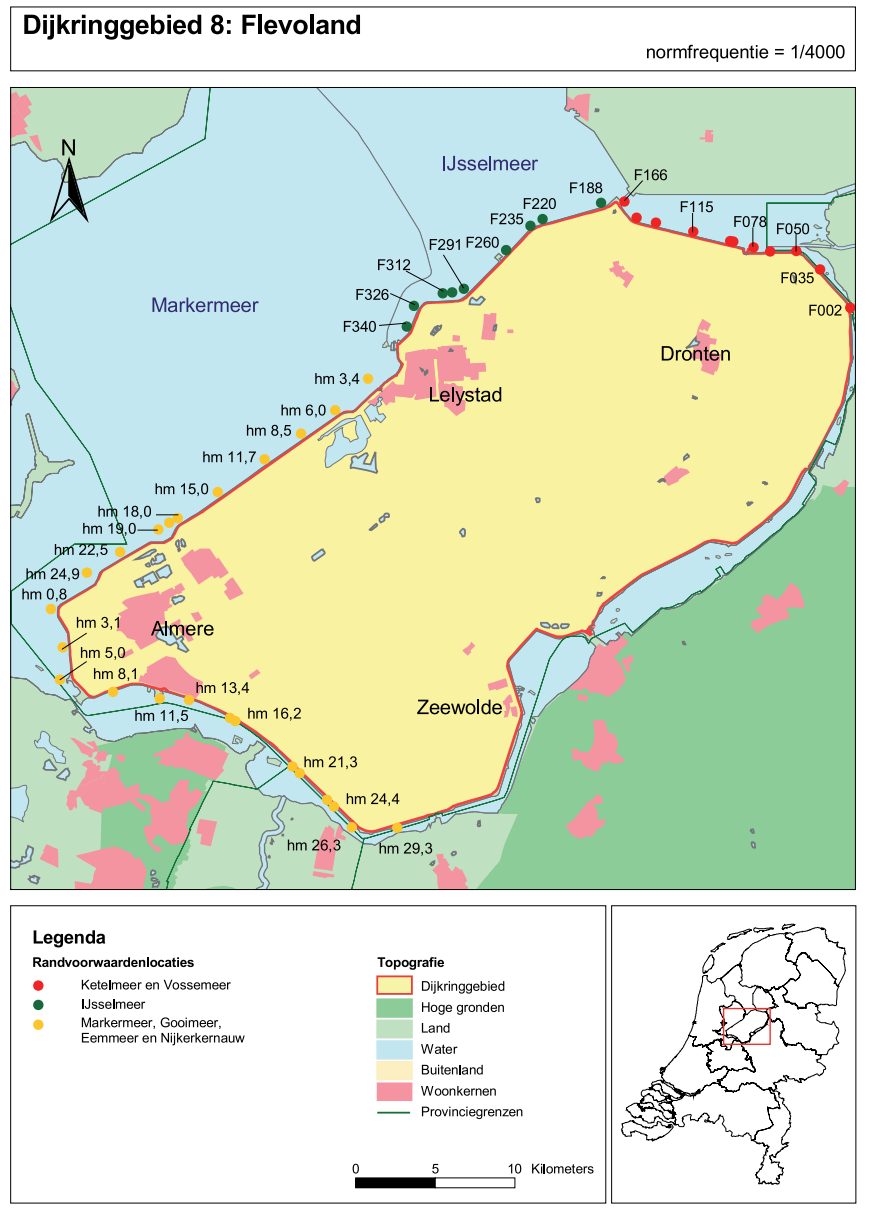 Dijkringgebied 8: Flevoland
normfrequentie = 1/4000
N
IJsselmeer
Markermeer
F166
F188
F220
F115
F235
F078
F050
F260
F291
F312
F035
F326
F002
F340
Dronten
hm 3,4
Lelystad
hm 6,0
hm 8,5
hm 11,7
hm 15,0
hm 18,0
hm 19,0
hm 22,5
hm 24,9
hm 0,8
hm 3,1
Almere
hm 5,0
hm 8,1
hm 13,4
Zeewolde
hm 11,5
hm 16,2
hm 21,3
hm 24,4
hm 26,3
hm 29,3
Legenda
Randvoorwaardenlocaties
Ketelmeer en Vossemeer
IJsselmeer
Markermeer, Gooimeer,
Eemmeer en Nijkerkernauw
Topografie
Dijkringgebied
Hoge gronden
Land
Water
Buitenland
Woonkernen
Provinciegrenzen
0 5 10 Kilometers